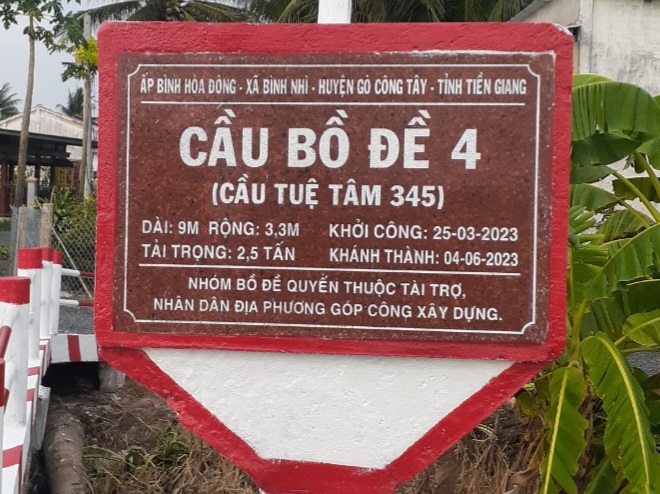 ẤP BÌNH HÒA ĐÔNG - XÃ BÌNH NHÌ - HUYỆN GÒ CÔNG TÂY - TỈNH TIỀN GIANG
CẦU BỒ ĐỀ 4
(CẦU TUỆ TÂM 345)
DÀI: 9M RỘNG: 3,3M KHỞI CÔNG: 25-03-2023
TẢI TRỌNG: 2,5 TẤN KHÁNH THÀNH: 04-06-2023
NHÓM BỒ ĐỀ QUYẾN THUỘC TÀI TRỢ,
NHÂN DÂN ĐỊA PHƯƠNG GÓP CÔNG XÂY DỰNG.